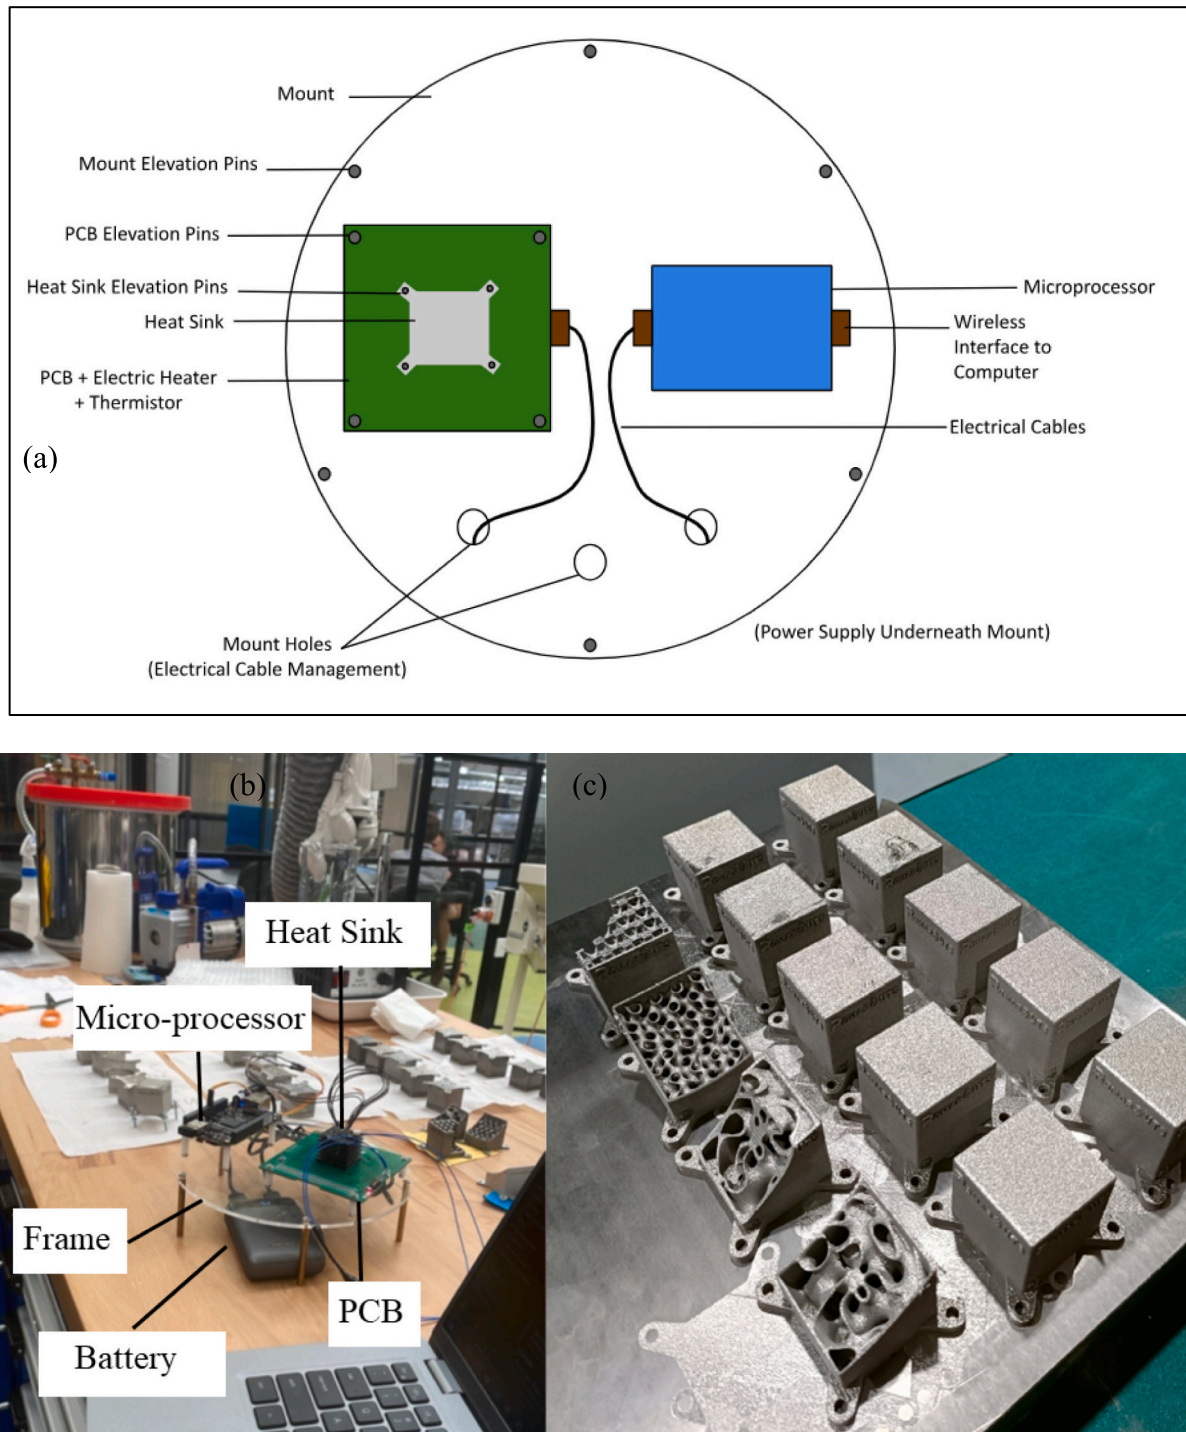 Mount
Mount Elevation Pins
PCB Elevation Pins
Heat Sink Elevation Pins
Heat Sink
PCB + Electric Heater
+ Thermistor
Microprocessor
Wireless
Interface to
Computer
Electrical Cables
(a)
Mount Holes
(Electrical Cable Management)
(Power Supply Underneath Mount)
(b)
(c)
Heat Sink
Micro-processor
Frame
PCB
Battery